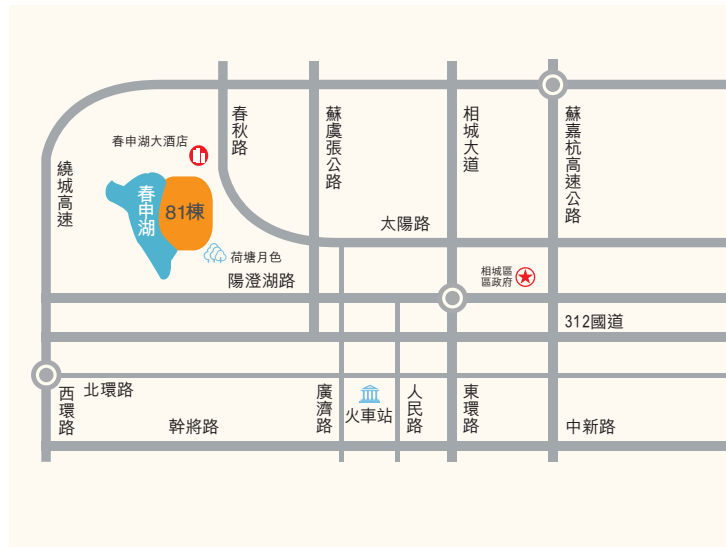 春秋路
蘇虞張公路
相城大道
蘇嘉杭高速公路
春申湖大酒店
繞城高速
春申湖
81棟
太陽路
荷塘月色
陽澄湖路
相城區
區政府
312國道
北環路
西環路
廣濟路
火車站
人民路
東環路
幹將路
中新路